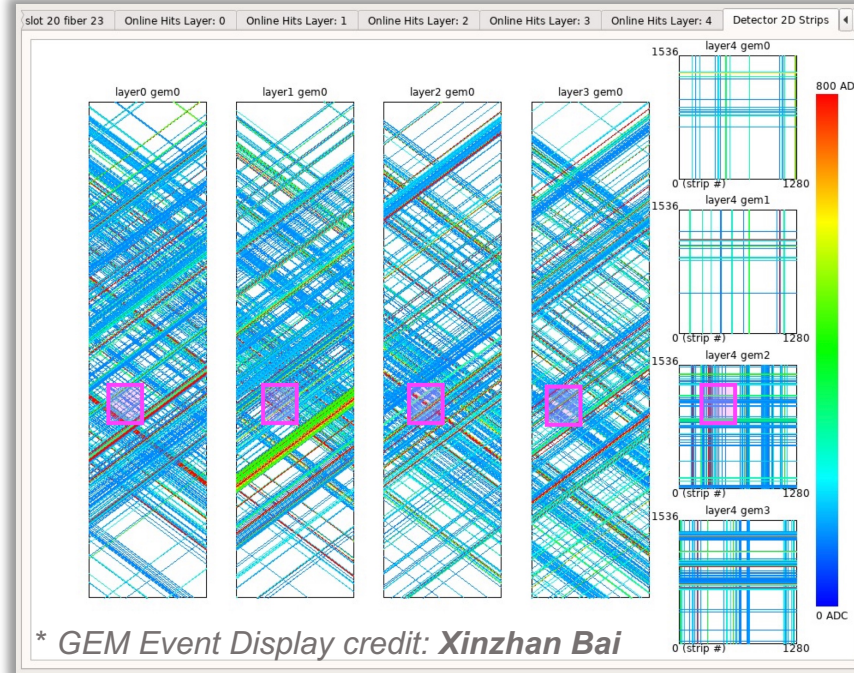 slot 20 fiber 23 Online Hits Layer: 0 Online Hits Layer: 1 Online Hits Layer: 2 Online Hits Layer: 3 Online Hits Layer: 4 Detector 2D Strips
layer0 gem0
layer1 gem0
layer2 gem0
layer3 gem0
1536 layer4 gem0
0 (strip #) 1280
1536 layer4 gem1
0 (strip #) 1280
1536 layer4 gem2
0 (strip #) 1280
1536 layer4 gem3
0 (strip #) 1280
800 AD
0 ADC
* GEM Event Display credit: Xinzhan Bai